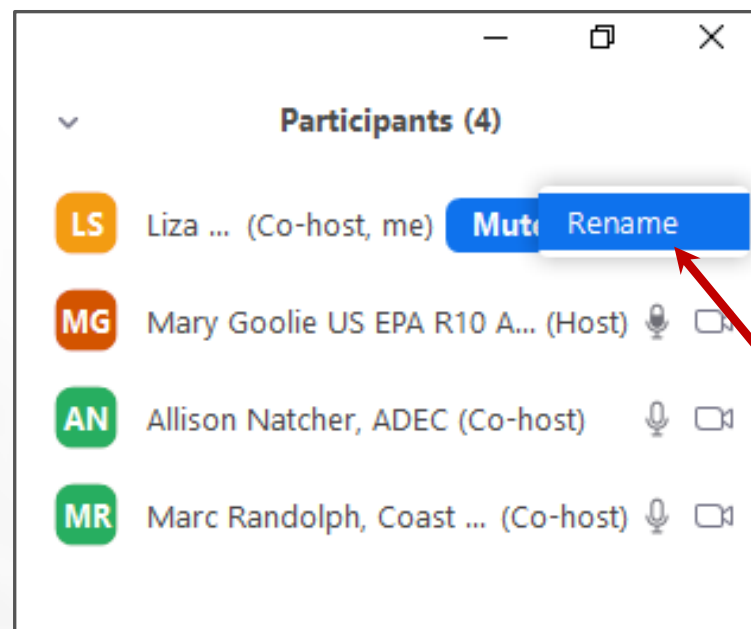 Participants (4)
LS Liza ... (Co-host, me) Mute Rename
MG Mary Goolie US EPA R10 A... (Host)
AN Allison Natcher, ADEC (Co-host)
MR Marc Randolph, Coast ... (Co-host)